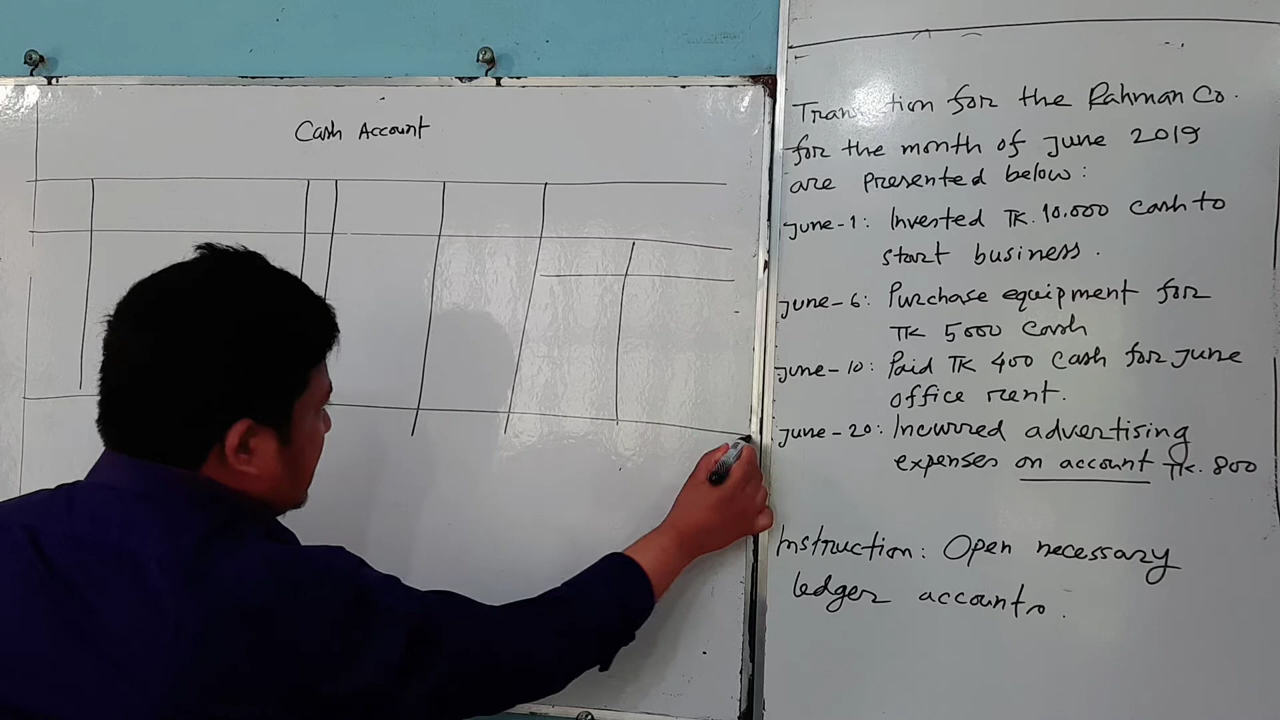 Cash Account
for the Rahman Co.
for the month of June 2019
are presented below:
June-1: Invested TK. 10.000 cash to
start business.
June-6: Purchase equipment for
TK 5000 cash
June-10: Paid TK 400 cash for June
office rent.
June-20: Incurred advertising
expenses on account TK. 800
Instruction: Open necessary
ledger accounts.